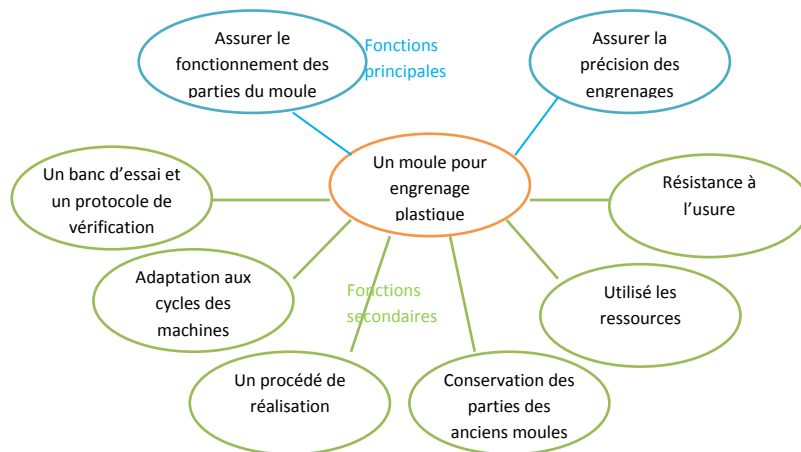 Assurer le
fonctionnement des
parties du moule
Fonctions
principales
Assurer la
précision des
engrenages
Un moule pour
engrenage
plastique
Un banc d'essai et
un protocole de
vérification
Résistance à
l'usure
Adaptation aux
cycles des
machines
Fonctions
secondaires
Utilisé les
ressources
Un procédé de
réalisation
Conservation des
parties des
anciens moules